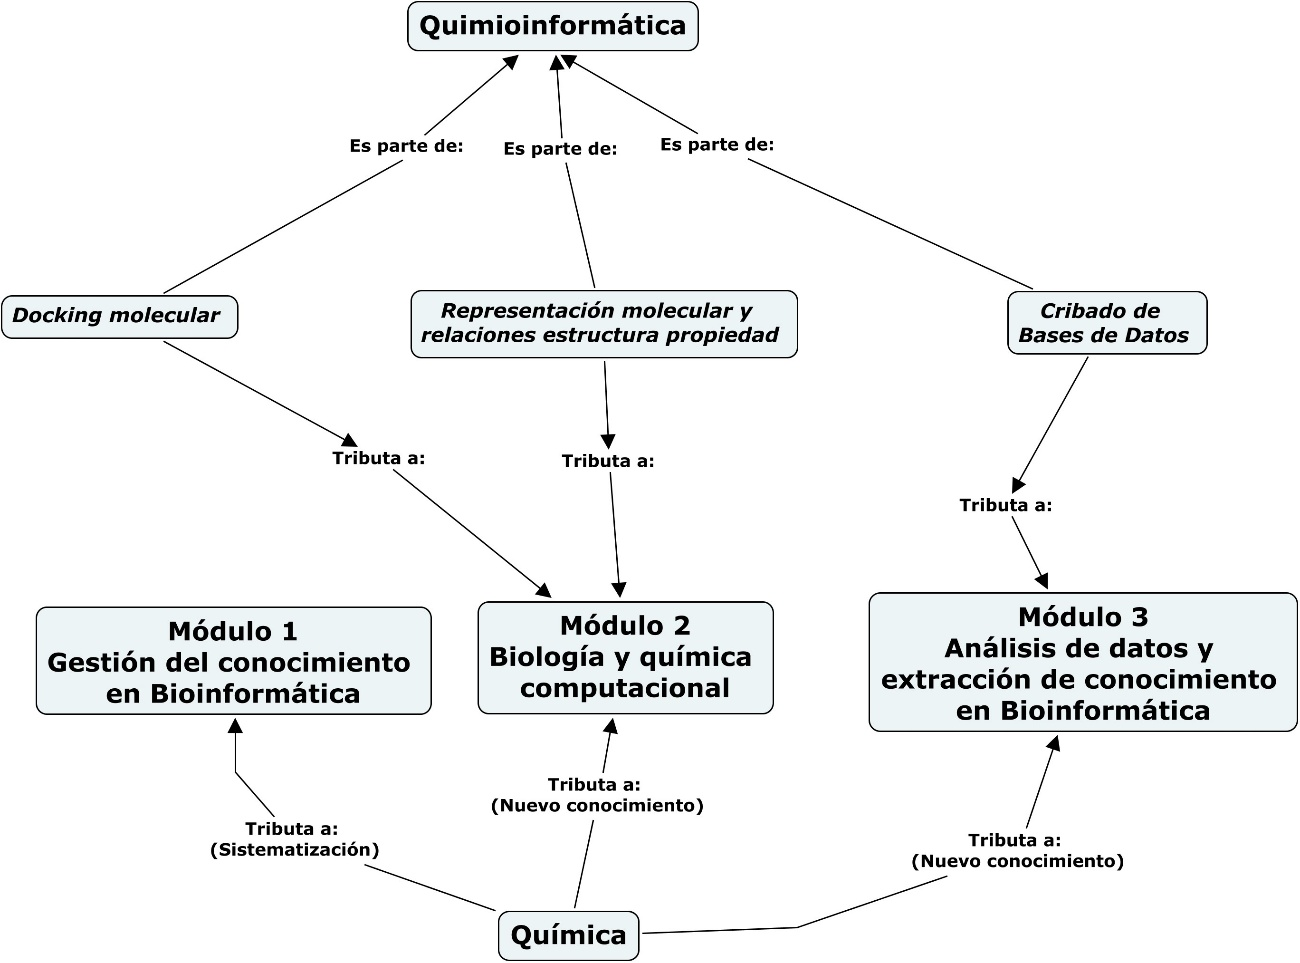 Quimioinformática
Es parte de:
Es parte de:
Es parte de:
Docking molecular
Representación molecular y
relaciones estructura propiedad
Cribado de
Bases de Datos
Tributa a:
Tributa a:
Tributa a:
Módulo 1
Gestión del conocimiento
en Bioinformática
Módulo 2
Biología y química
computacional
Módulo 3
Análisis de datos y
extracción de conocimiento
en Bioinformática
Tributa a:
(Sistematización)
Tributa a:
(Nuevo conocimiento)
Tributa a:
(Nuevo conocimiento)
Química